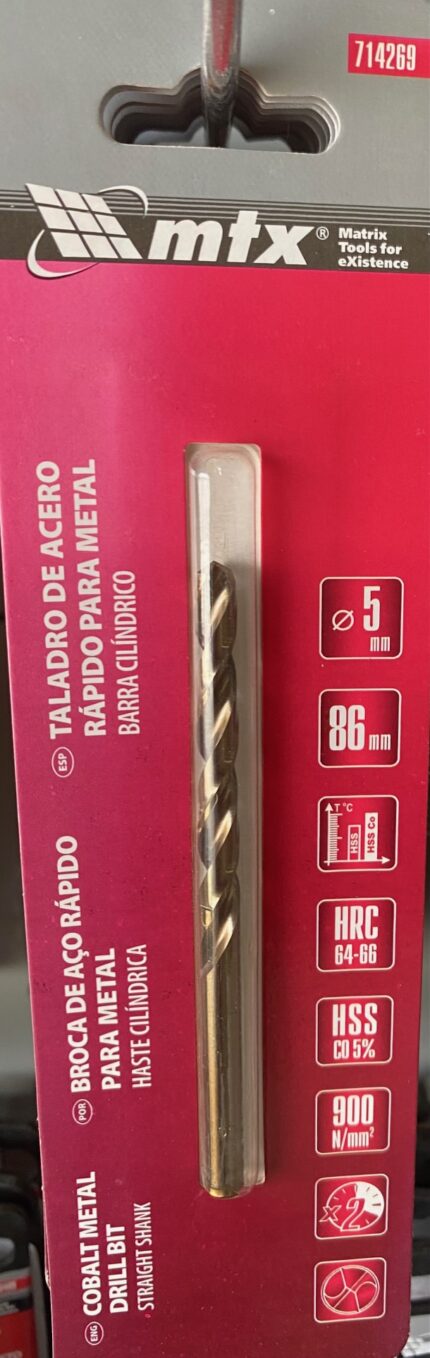 714269
mtx®
Matrix
Tools for
eXistence
ESP
TALADRO DE ACERO
RÁPIDO PARA METAL
BARRA CILÍNDRICO
POR
BROCA DE AÇO RÁPIDO
PARA METAL
HASTE CILÍNDRICA
ENG
COBALT METAL
DRILL BIT
STRAIGHT SHANK
Ø 5
mm
86 mm
T °C
HSS
HSS Co
HRC
64-66
HSS
CO 5%
900
N/mm²
x2